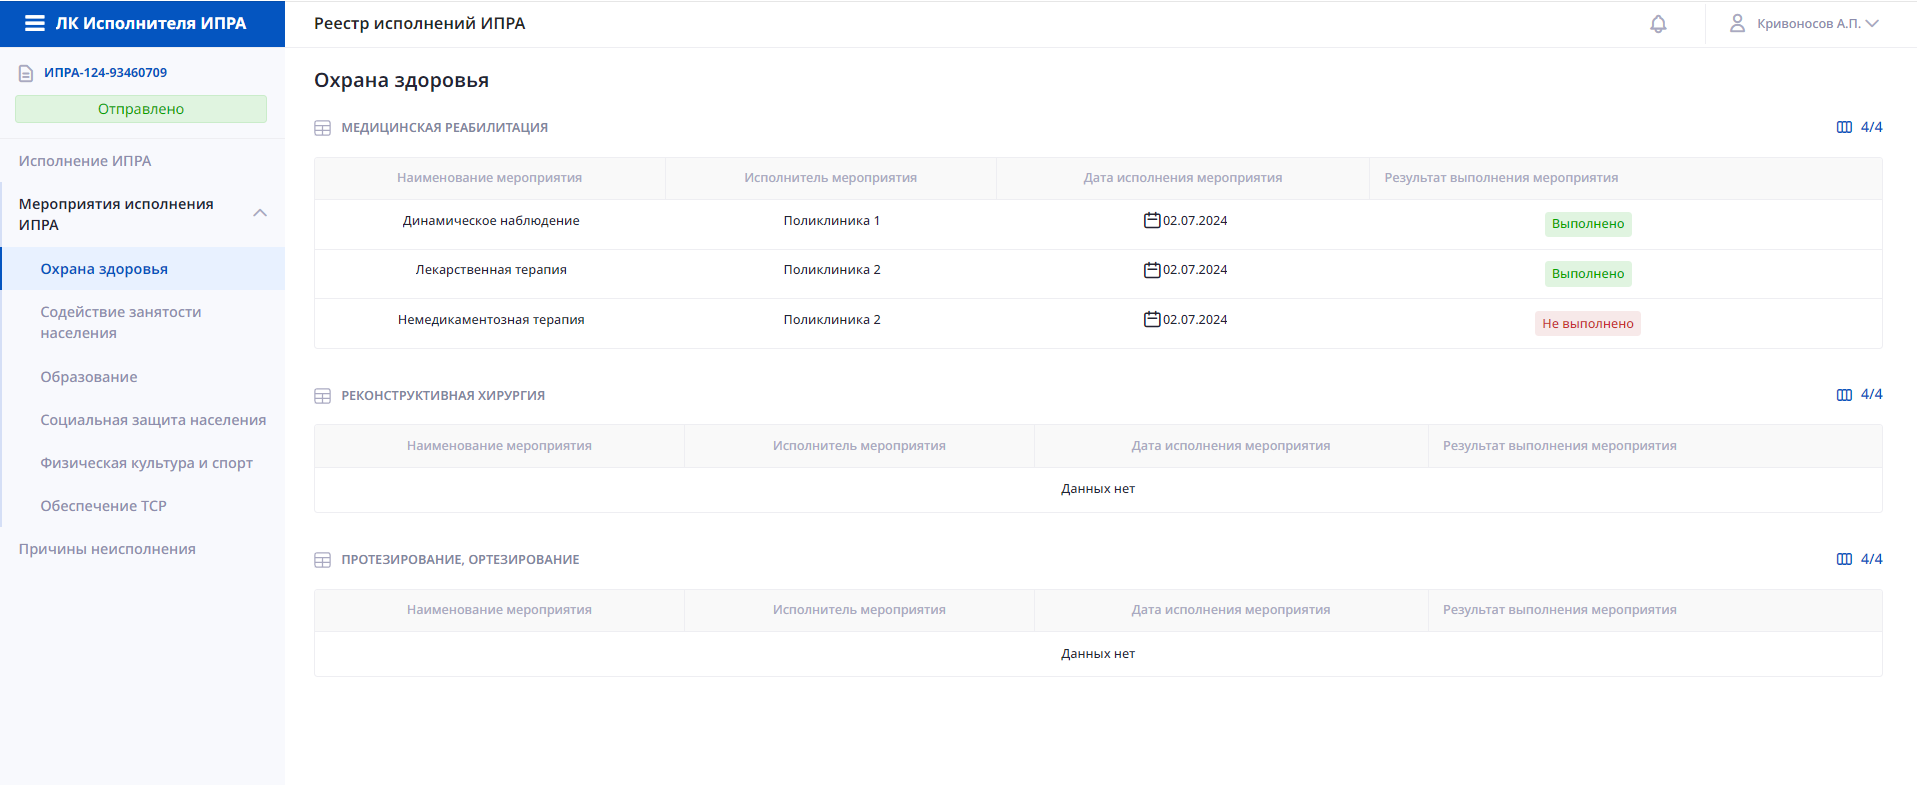 ЛК Исполнителя ИПРА
Реестр исполнений ИПРА
Кривоносов А.П.
ИПРА-124-93460709
Отправлено
Исполнение ИПРА
Мероприятия исполнения
ИПРА
Охрана здоровья
Содействие занятости
населения
Образование
Социальная защита населения
Физическая культура и спорт
Обеспечение ТСР
Причины неисполнения
Охрана здоровья
МЕДИЦИНСКАЯ РЕАБИЛИТАЦИЯ 4/4
Наименование мероприятия Исполнитель мероприятия Дата исполнения мероприятия Результат выполнения мероприятия
Динамическое наблюдение Поликлиника 1 02.07.2024 Выполнено
Лекарственная терапия Поликлиника 2 02.07.2024 Выполнено
Немедикаментозная терапия Поликлиника 2 02.07.2024 Не выполнено
РЕКОНСТРУКТИВНАЯ ХИРУРГИЯ 4/4
Наименование мероприятия Исполнитель мероприятия Дата исполнения мероприятия Результат выполнения мероприятия
Данных нет
ПРОТЕЗИРОВАНИЕ, ОРТЕЗИРОВАНИЕ 4/4
Наименование мероприятия Исполнитель мероприятия Дата исполнения мероприятия Результат выполнения мероприятия
Данных нет